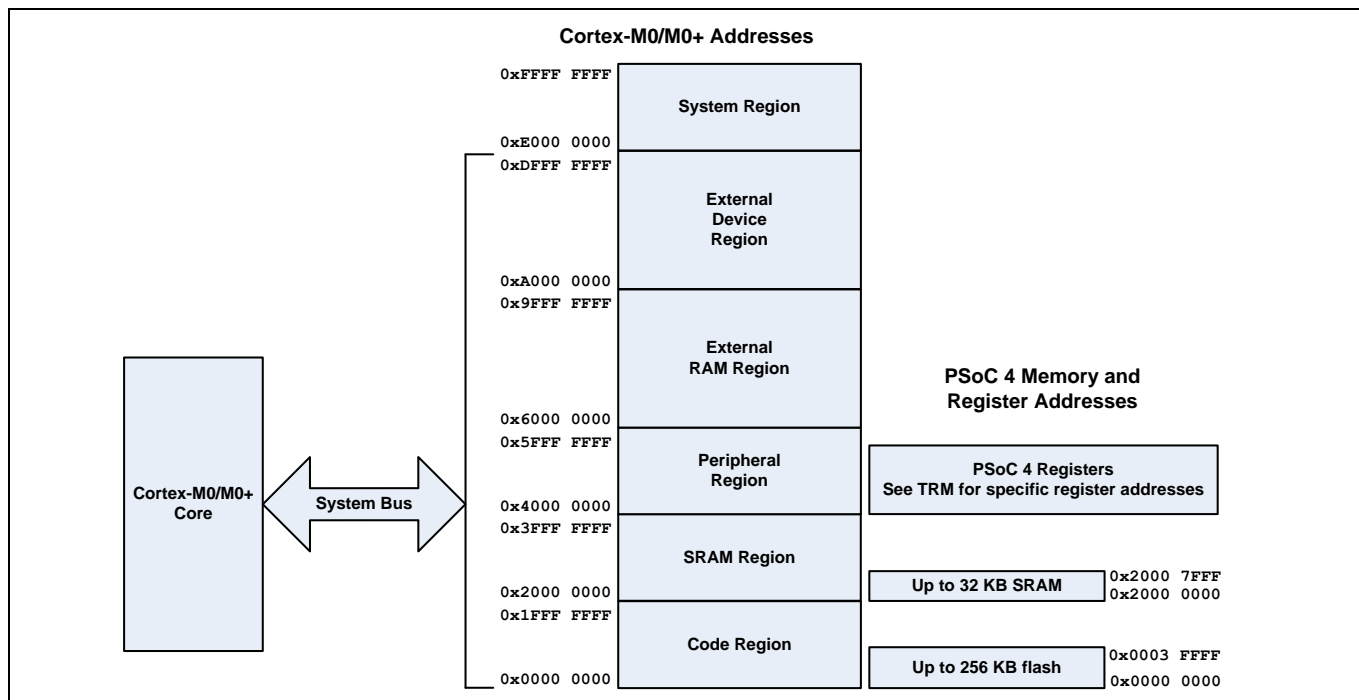 Cortex-M0/M0+ Addresses
0xFFFF FFFF
System Region
0xE000 0000
0xDFFF FFFF
External
Device
Region
0xA000 0000
0x9FFF FFFF
External
RAM Region
0x6000 0000
0x5FFF FFFF
Peripheral
Region
0x4000 0000
0x3FFF FFFF
SRAM Region
0x2000 0000
0x1FFF FFFF
Code Region
0x0000 0000
Cortex-M0/M0+
Core
System Bus
PSoC 4 Memory and
Register Addresses
PSoC 4 Registers
See TRM for specific register addresses
Up to 32 KB SRAM
0x2000 7FFF
0x2000 0000
Up to 256 KB flash
0x0003 FFFF
0x0000 0000